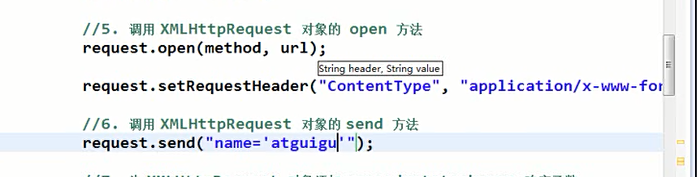 //5. 调用 XMLHttpRequest 对象的 open 方法
request.open(method, url);
String header, String value
request.setRequestHeader("ContentType", "application/x-www-for
//6. 调用 XMLHttpRequest 对象的 send 方法
request.send("name='atguigu'");